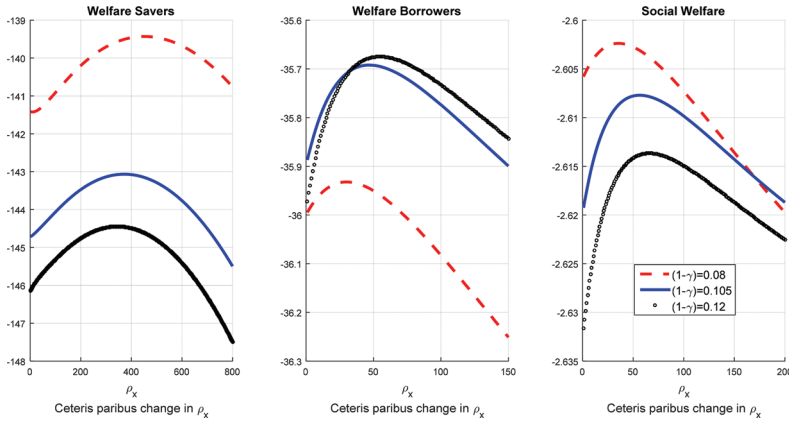 Welfare Savers
-139
-140
-141
-142
-143
-144
-145
-146
-147
-148
0 200 400 600 800
ρx
Ceteris paribus change in ρx
Welfare Borrowers
-35.6
-35.7
-35.8
-35.9
-36
-36.1
-36.2
-36.3
0 50 100 150
ρx
Ceteris paribus change in ρx
Social Welfare
-2.6
-2.605
-2.61
-2.615
-2.62
-2.625
-2.63
-2.635
(1-γ)=0.08
(1-γ)=0.105
(1-γ)=0.12
0 50 100 150 200
ρx
Ceteris paribus change in ρx